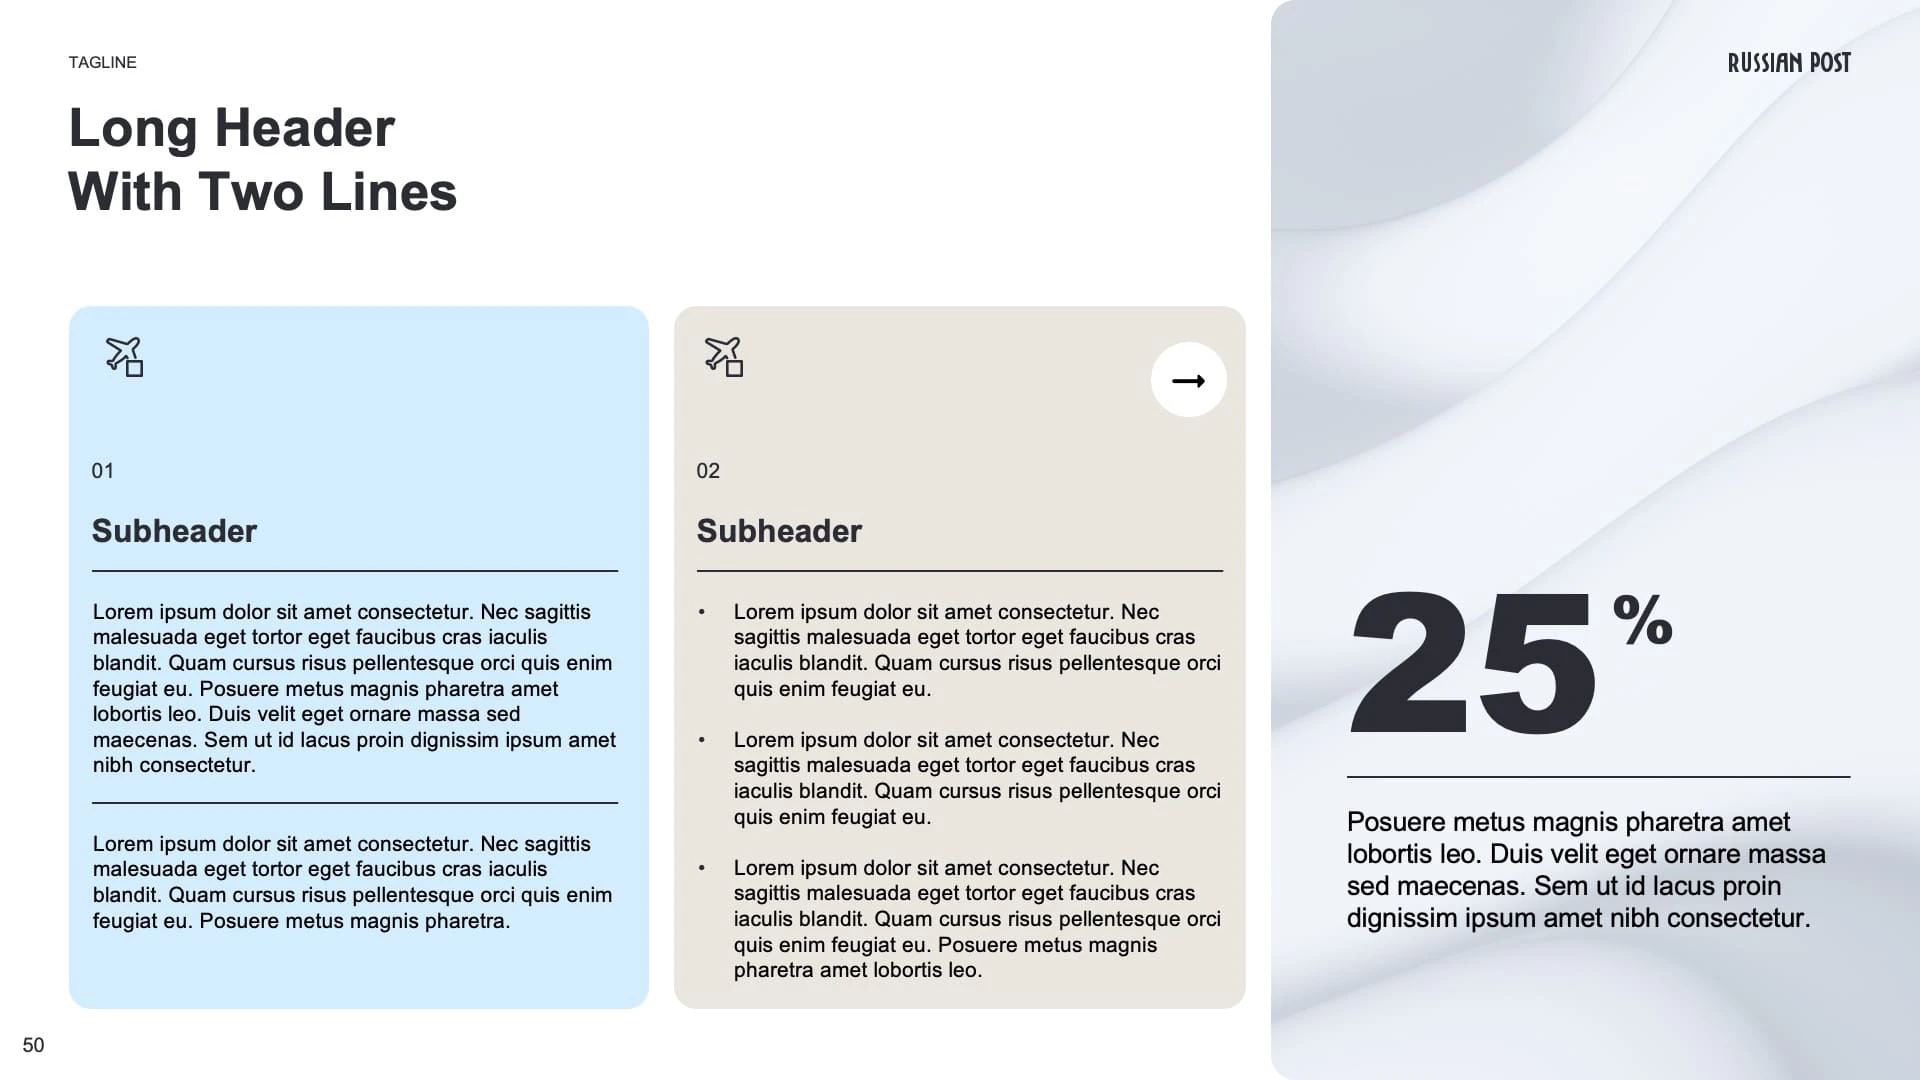 TAGLINE
Long Header
With Two Lines
01
Subheader
Lorem ipsum dolor sit amet consectetur. Nec sagittis
malesuada eget tortor eget faucibus cras iaculis
blandit. Quam cursus risus pellentesque orci quis enim
feugiat eu. Posuere metus magnis pharetra amet
lobortis leo. Duis velit eget ornare massa sed
maecenas. Sem ut id lacus proin dignissim ipsum amet
nibh consectetur.
Lorem ipsum dolor sit amet consectetur. Nec sagittis
malesuada eget tortor eget faucibus cras iaculis
blandit. Quam cursus risus pellentesque orci quis enim
feugiat eu. Posuere metus magnis pharetra.
02
Subheader
• Lorem ipsum dolor sit amet consectetur. Nec
sagittis malesuada eget tortor eget faucibus cras
iaculis blandit. Quam cursus risus pellentesque orci
quis enim feugiat eu.
• Lorem ipsum dolor sit amet consectetur. Nec
sagittis malesuada eget tortor eget faucibus cras
iaculis blandit. Quam cursus risus pellentesque orci
quis enim feugiat eu.
• Lorem ipsum dolor sit amet consectetur. Nec
sagittis malesuada eget tortor eget faucibus cras
iaculis blandit. Quam cursus risus pellentesque orci
quis enim feugiat eu. Posuere metus magnis
pharetra amet lobortis leo.
RUSSIAN POST
25%
Posuere metus magnis pharetra amet
lobortis leo. Duis velit eget ornare massa
sed maecenas. Sem ut id lacus proin
dignissim ipsum amet nibh consectetur.
50